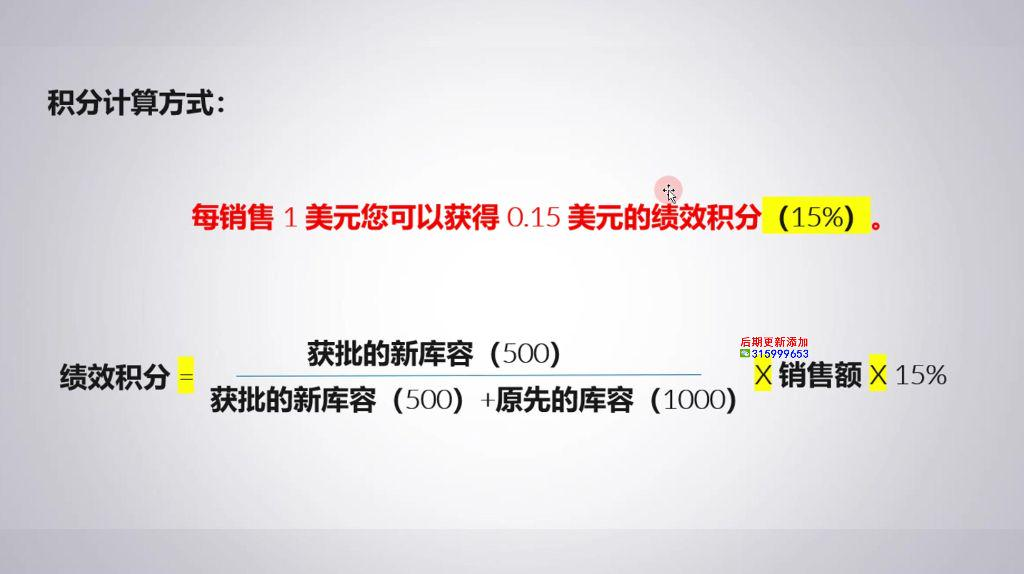 积分计算方式：
每销售 1 美元您可以获得 0.15 美元的绩效积分（15%）。
后期更新添加
315999653
获批的新库容（500）
绩效积分 = X 销售额 X 15%
获批的新库容（500）+原先的库容（1000）